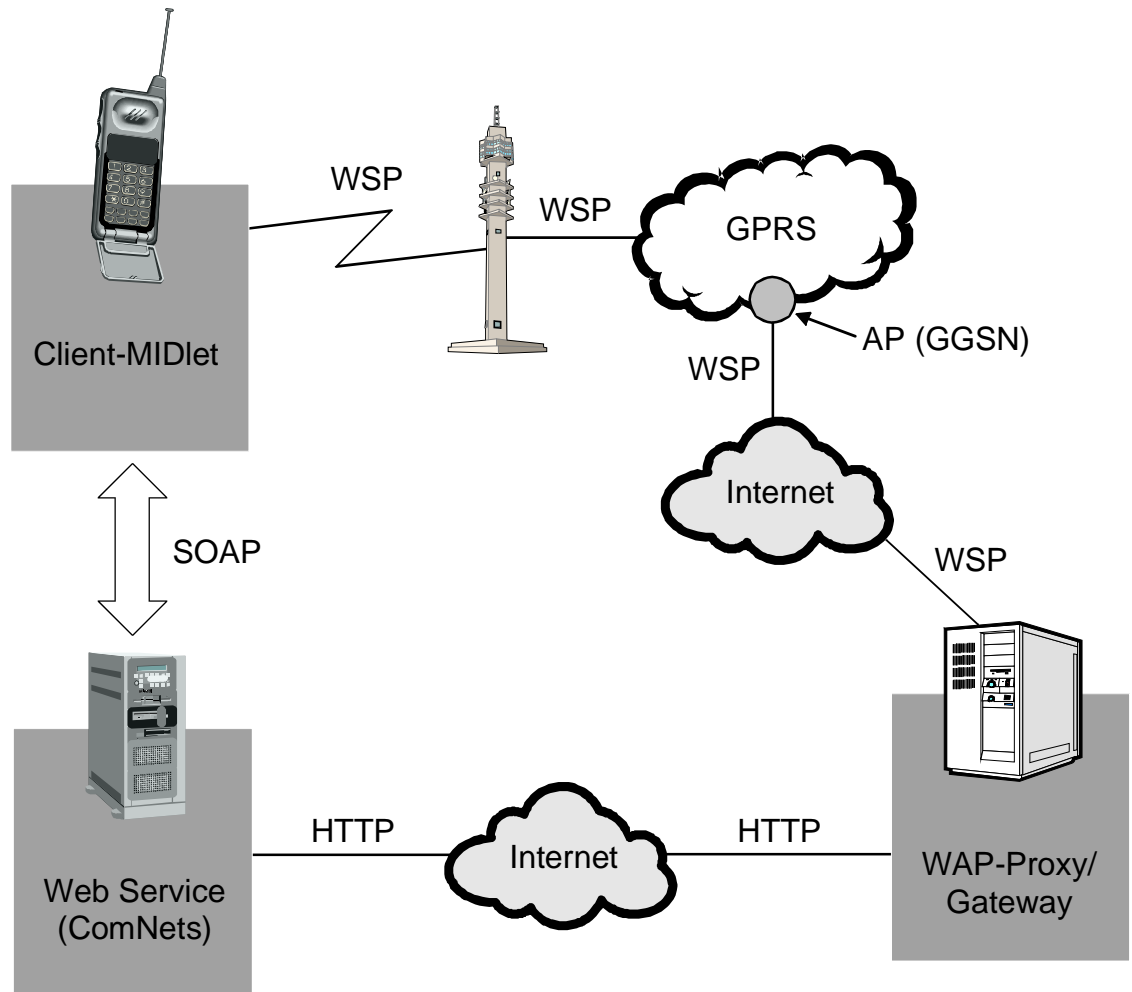 WSP
WSP
GPRS
Client-MIDlet
AP (GGSN)
WSP
Internet
SOAP
WSP
HTTP
Internet
HTTP
Web Service
(ComNets)
WAP-Proxy/
Gateway